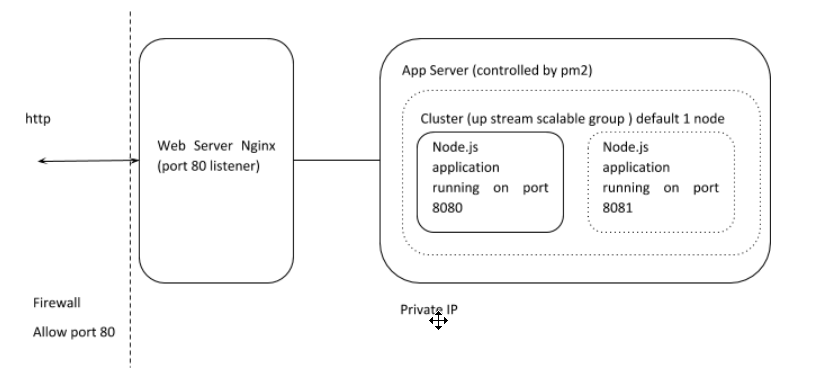 App Server (controlled by pm2)
Cluster (up stream scalable group ) default 1 node
http
Web Server Nginx
(port 80 listener)
Node.js
application
running on port
8080
Node.js
application
running on port
8081
Firewall
Allow port 80
Private IP